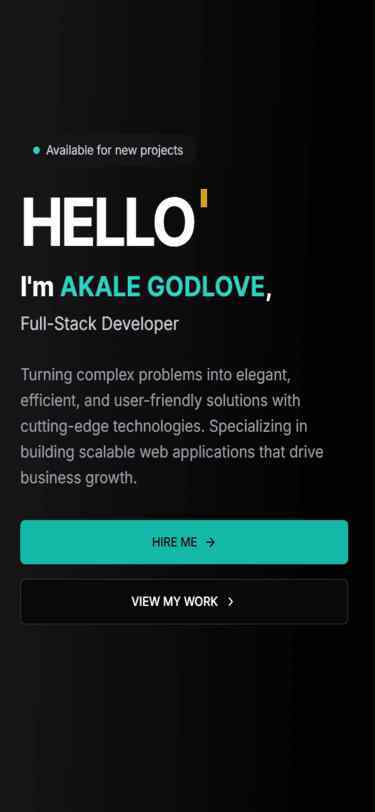 Available for new projects
HELLO'
I'm AKALE GODLOVE,
Full-Stack Developer
Turning complex problems into elegant,
efficient, and user-friendly solutions with
cutting-edge technologies. Specializing in
building scalable web applications that drive
business growth.
HIRE ME →
VIEW MY WORK >